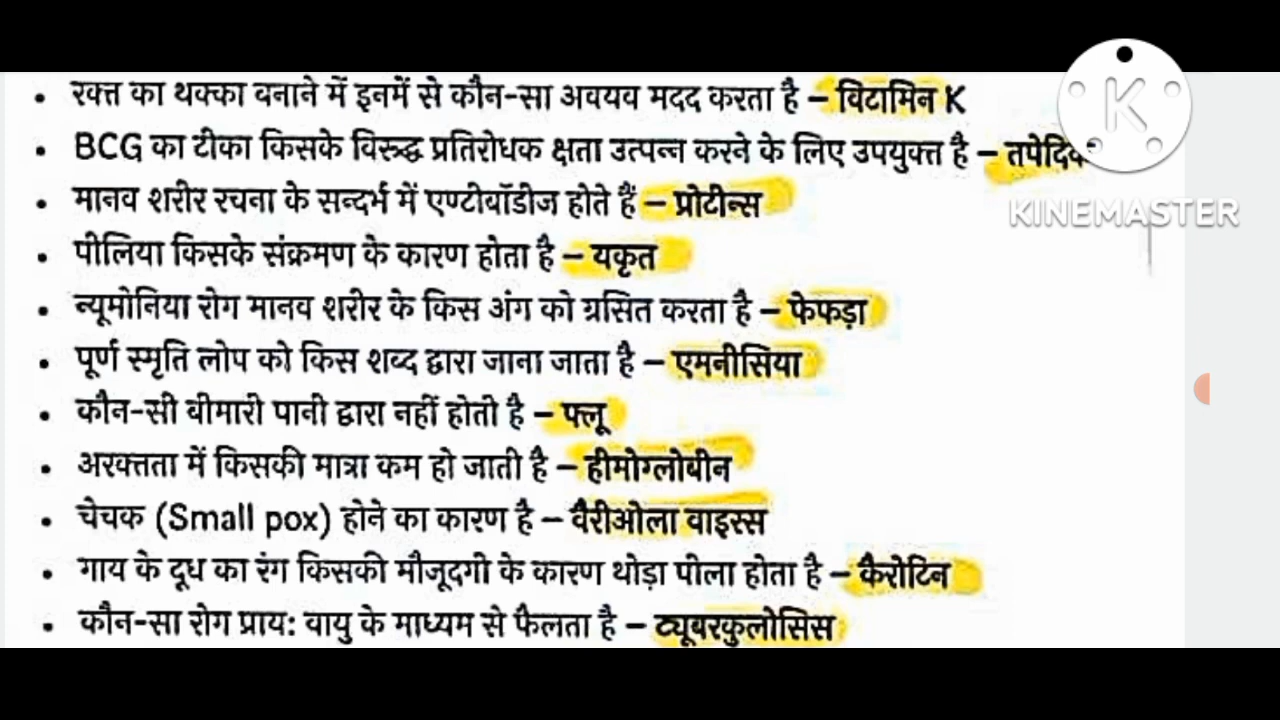 • रक्त का थक्का बनाने में इनमें से कौन-सा अवयव मदद करता है – विटामिन K
• BCG का टीका किसके विरुद्ध प्रतिरोधक क्षता उत्पन्न करने के लिए उपयुक्त है – तपेदिक
• मानव शरीर रचना के सन्दर्भ में एण्टीबॉडीज होते हैं – प्रोटीन्स
• पीलिया किसके संक्रमण के कारण होता है – यकृत
• न्यूमोनिया रोग मानव शरीर के किस अंग को ग्रसित करता है – फेफड़ा
• पूर्ण स्मृति लोप को किस शब्द द्वारा जाना जाता है – एमनीसिया
• कौन-सी बीमारी पानी द्वारा नहीं होती है – फ्लू
• अरक्तता में किसकी मात्रा कम हो जाती है – हीमोग्लोबीन
• चेचक (Small pox) होने का कारण है – वैरीओला वाइरस
• गाय के दूध का रंग किसकी मौजूदगी के कारण थोड़ा पीला होता है – कैरोटिन
• कौन-सा रोग प्राय: वायु के माध्यम से फैलता है – ट्यूबरकुलोसिस
K
KINEMASTER